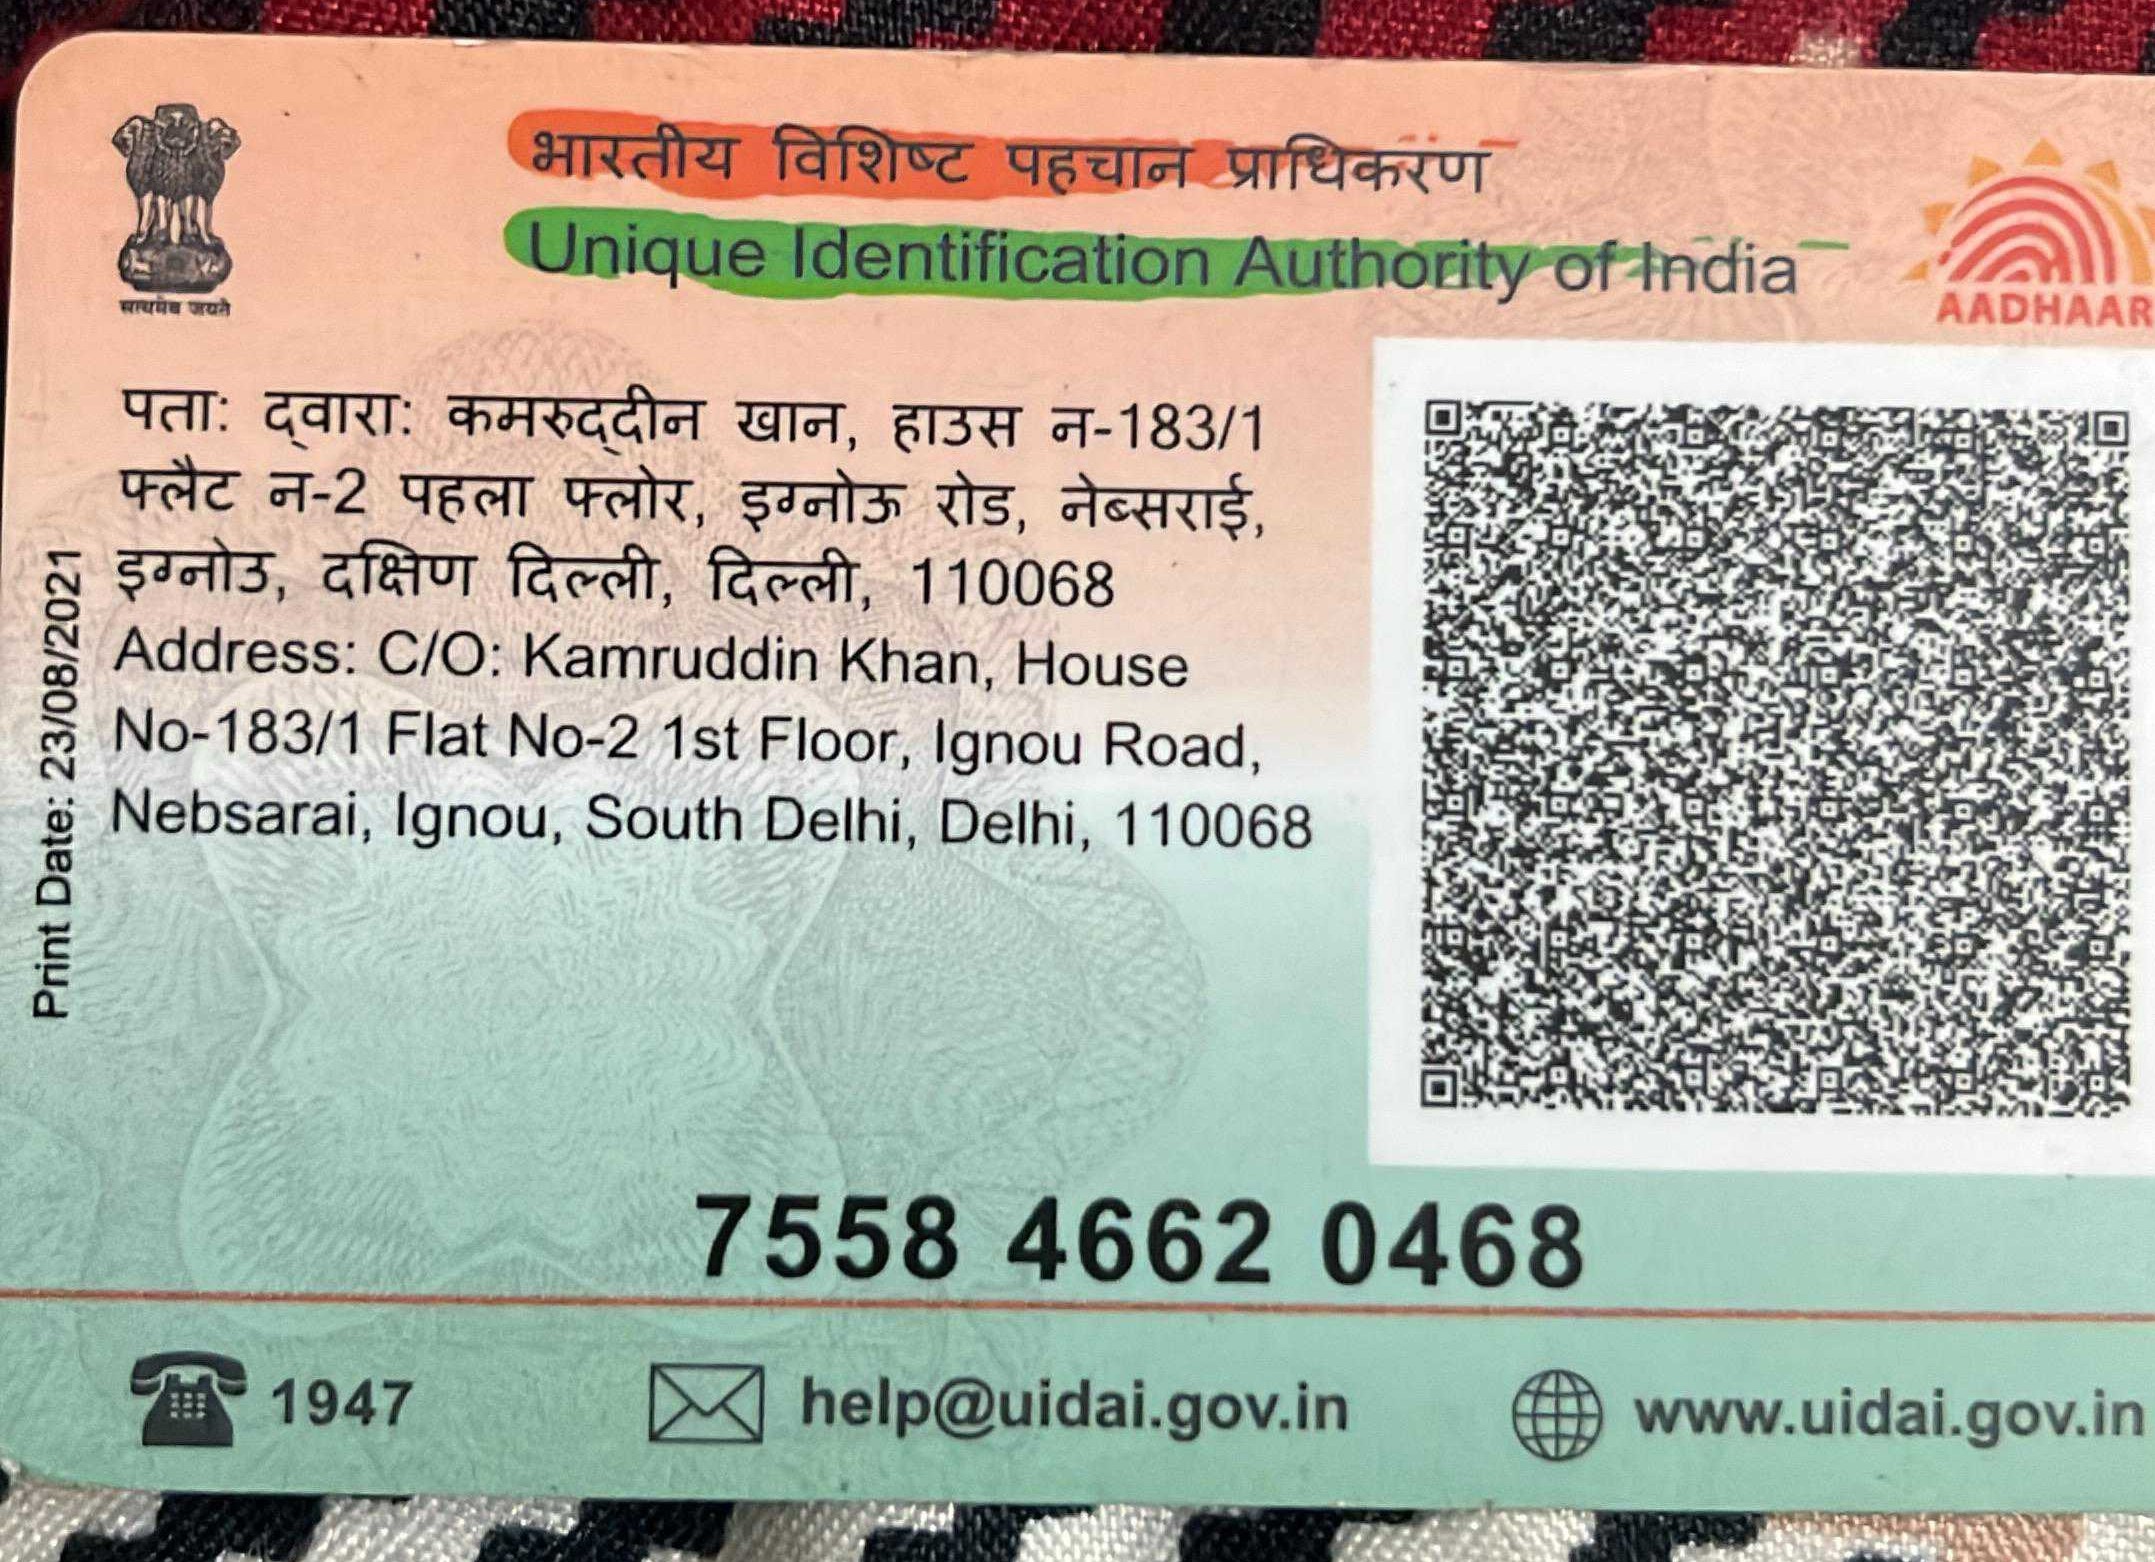 भारतीय विशिष्ट पहचान प्राधिकरण
Unique Identification Authority of India
सत्यमेव जयते
AADHAAR
पता: द्वारा: कमरुद्दीन खान, हाउस न-183/1
फ्लैट न-2 पहला फ्लोर, इग्नोऊ रोड, नेब्सराई,
इग्नोउ, दक्षिण दिल्ली, दिल्ली, 110068
Address: C/O: Kamruddin Khan, House
No-183/1 Flat No-2 1st Floor, Ignou Road,
Nebsarai, Ignou, South Delhi, Delhi, 110068
Print Date: 23/08/2021
7558 4662 0468
1947
help@uidai.gov.in
www.uidai.gov.in